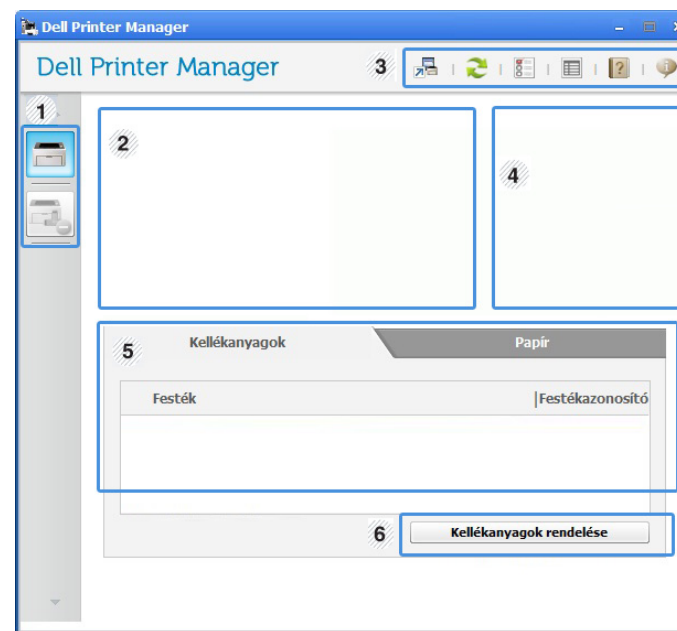 Dell Printer Manager
Dell Printer Manager
3
1
2
4
5
Kellékanyagok
Papír
Festék
Festékazonosító
6
Kellékanyagok rendelése